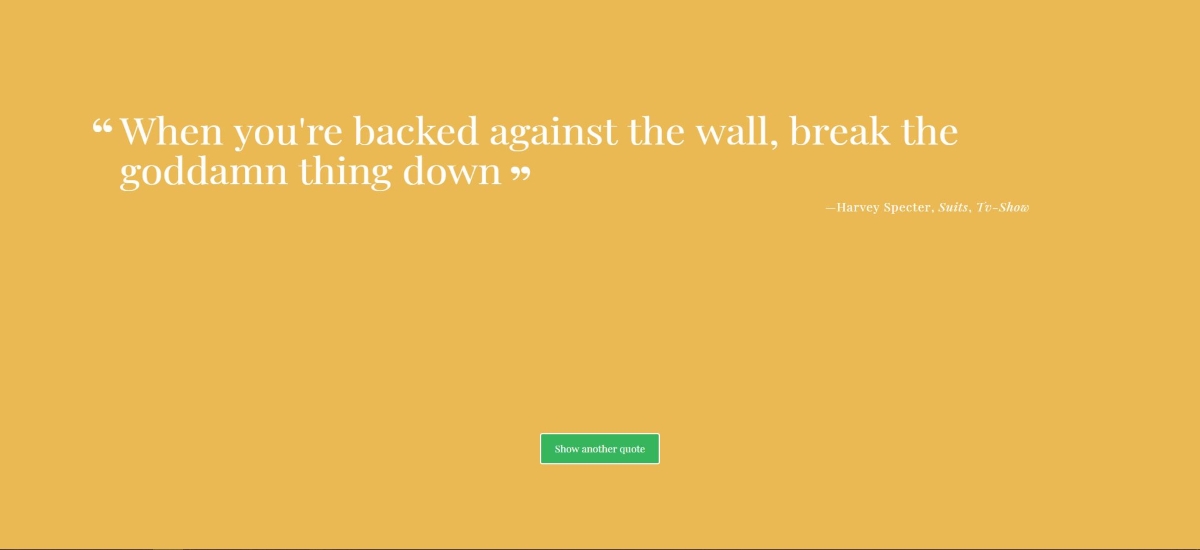 “ When you're backed against the wall, break the
goddamn thing down ”
—Harvey Specter, Suits, Tv-Show
Show another quote